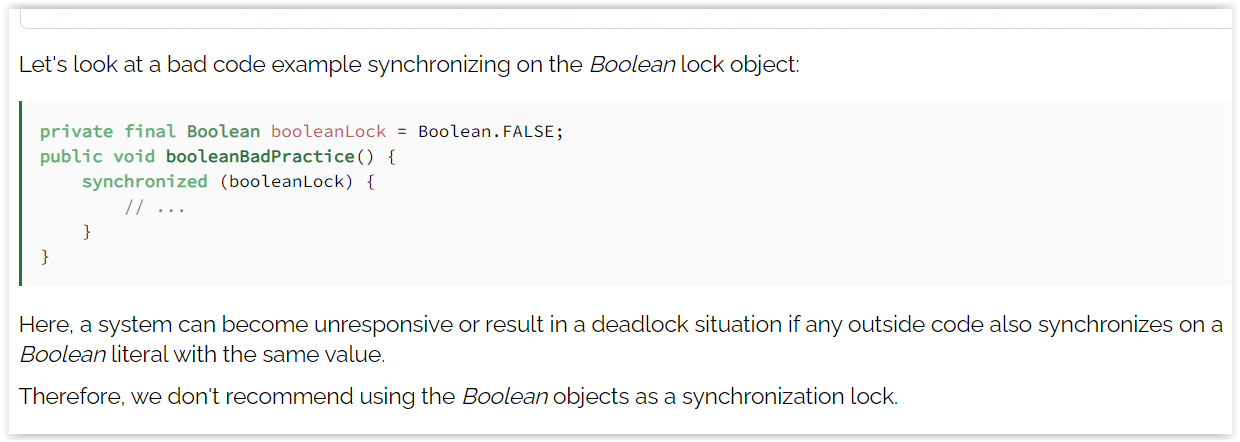 Let's look at a bad code example synchronizing on the Boolean lock object:
private final Boolean booleanLock = Boolean.FALSE;
public void booleanBadPractice() {
    synchronized (booleanLock) {
        // ...
    }
}
Here, a system can become unresponsive or result in a deadlock situation if any outside code also synchronizes on a
Boolean literal with the same value.
Therefore, we don't recommend using the Boolean objects as a synchronization lock.